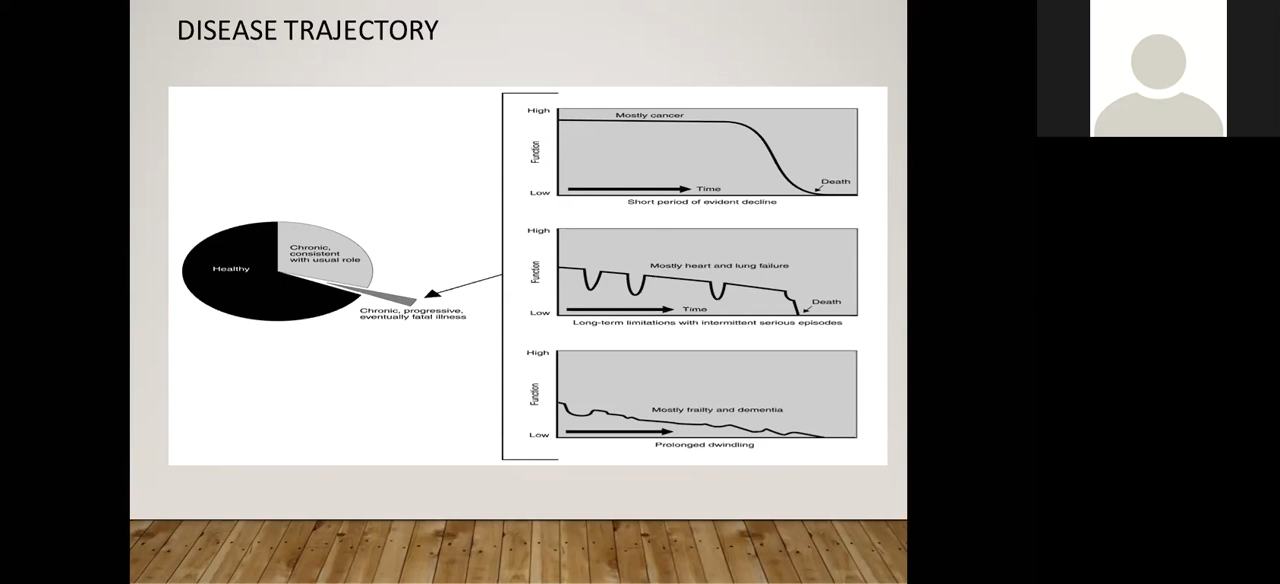 DISEASE TRAJECTORY
Healthy
Chronic,
consistent
with usual role
Chronic, progressive,
eventually fatal illness
High
Mostly cancer
Function
Death
Time
Low
Short period of evident decline
High
Mostly heart and lung failure
Function
Death
Time
Low
Long-term limitations with intermittent serious episodes
High
Function
Mostly frailty and dementia
Low
Prolonged dwindling